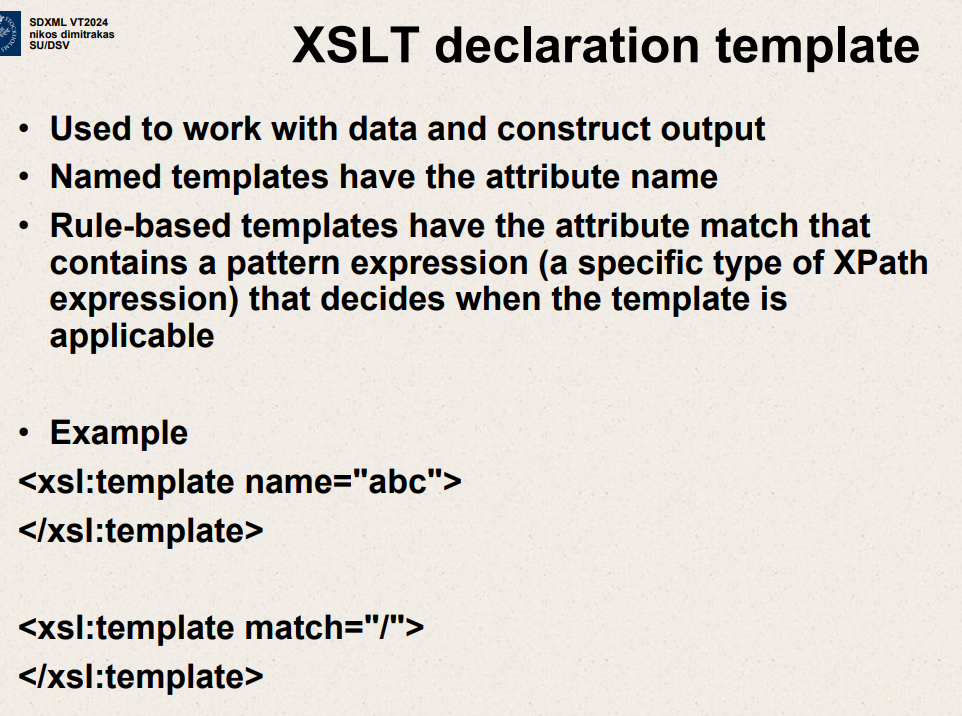 SDXML VT2024
nikos dimitrakas
SU/DSV
XSLT declaration template
• Used to work with data and construct output
• Named templates have the attribute name
• Rule-based templates have the attribute match that
contains a pattern expression (a specific type of XPath
expression) that decides when the template is
applicable
• Example
<xsl:template name="abc">
</xsl:template>
<xsl:template match="/">
</xsl:template>